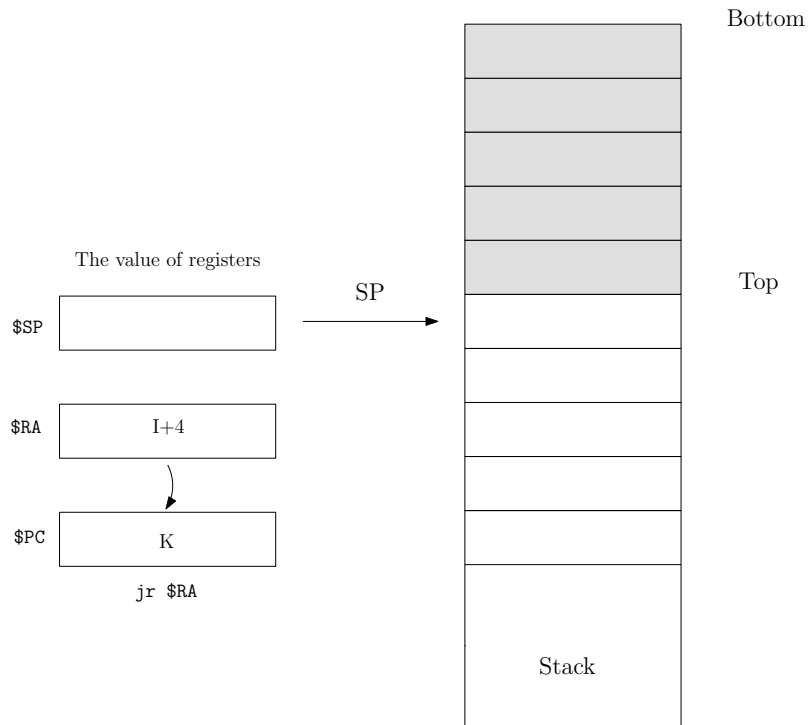 Bottom
The value of registers
SP
Top
$SP
$RA
I+4
$PC
K
jr $RA
Stack